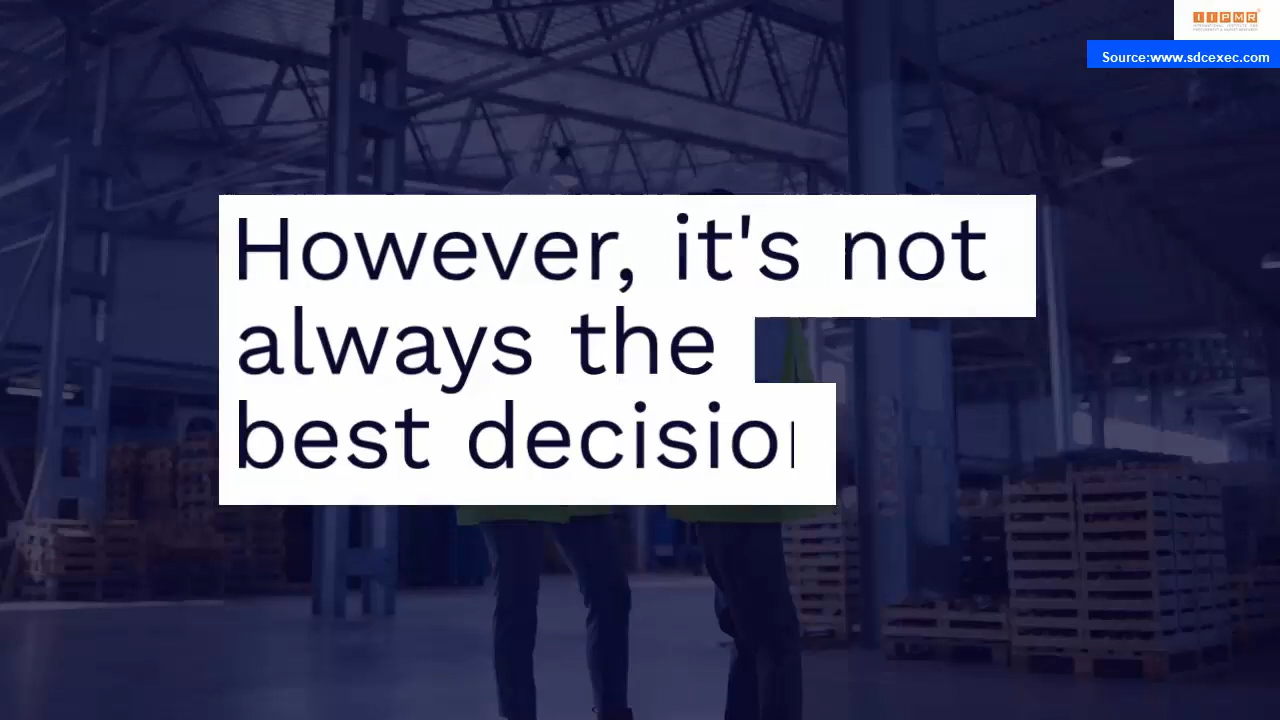 IIPMR
Source:www.sdcexec.com
However, it's not
always the
best decisio